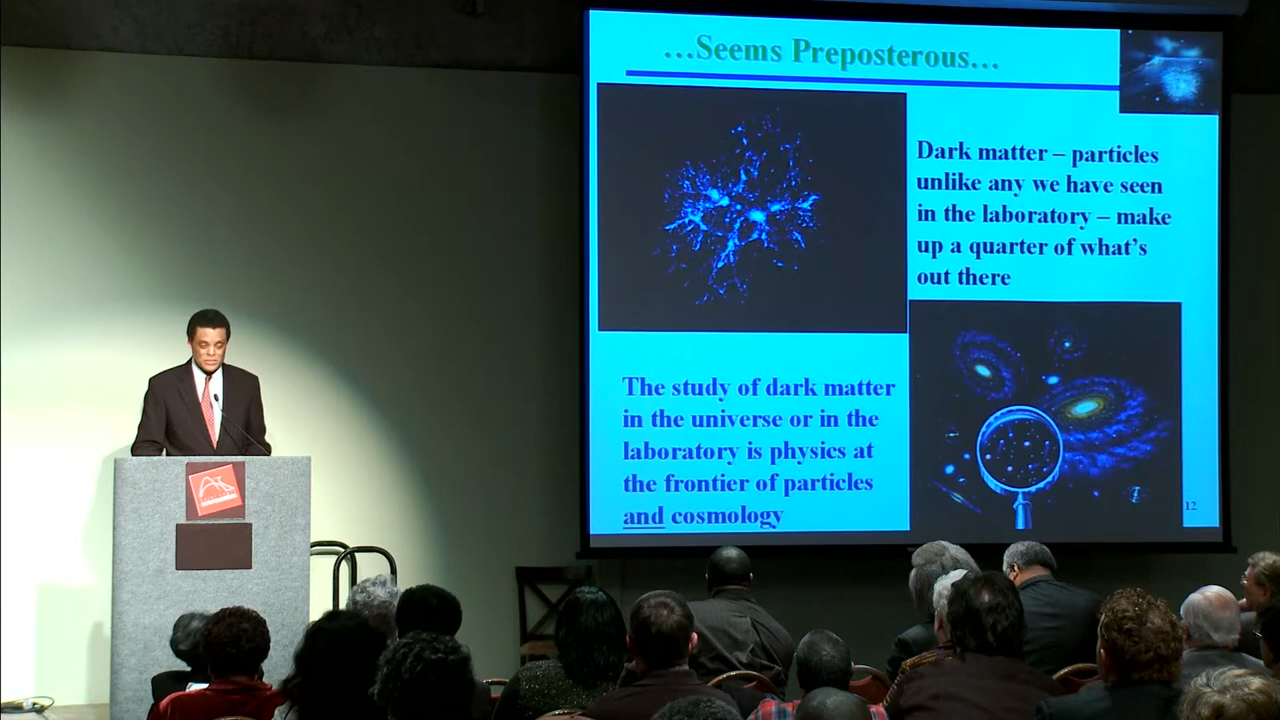 ...Seems Preposterous...
Dark matter – particles
unlike any we have seen
in the laboratory – make
up a quarter of what's
out there
The study of dark matter
in the universe or in the
laboratory is physics at
the frontier of particles
and cosmology
12